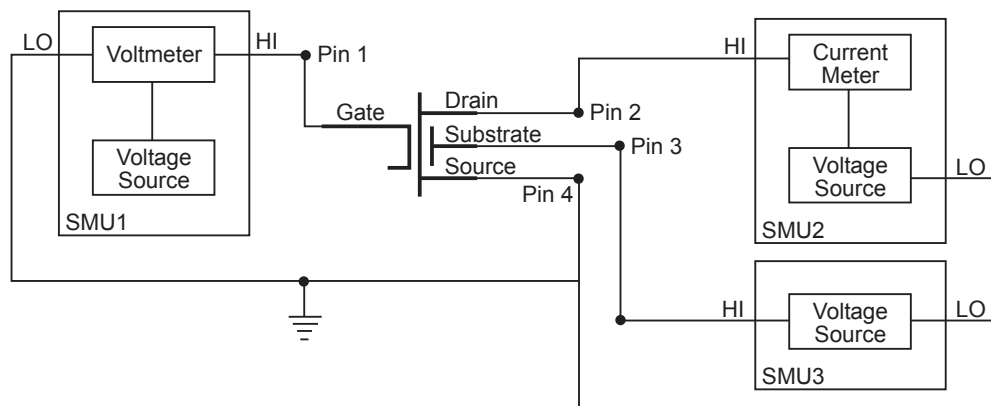 LO
Voltmeter
HI
Voltage
Source
SMU1
Pin 1
Gate
Drain
Substrate
Source
Pin 2
Pin 3
Pin 4
HI
Current
Meter
Voltage
Source
LO
SMU2
HI
Voltage
Source
LO
SMU3